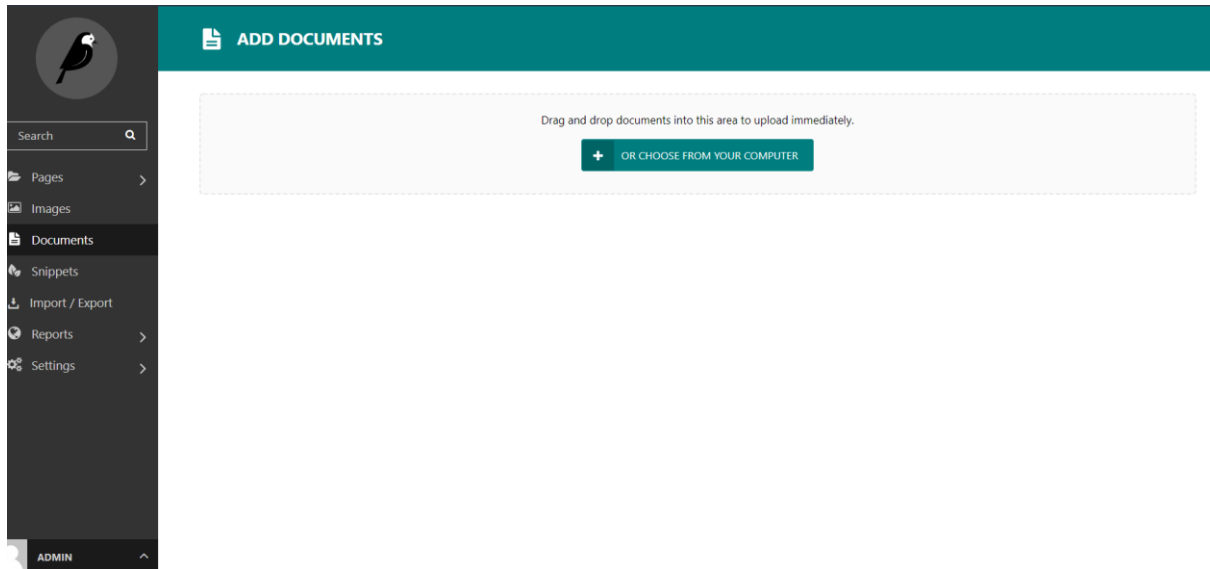 ADD DOCUMENTS
Search
Pages
Images
Documents
Snippets
Import / Export
Reports
Settings
ADMIN
Drag and drop documents into this area to upload immediately.
OR CHOOSE FROM YOUR COMPUTER